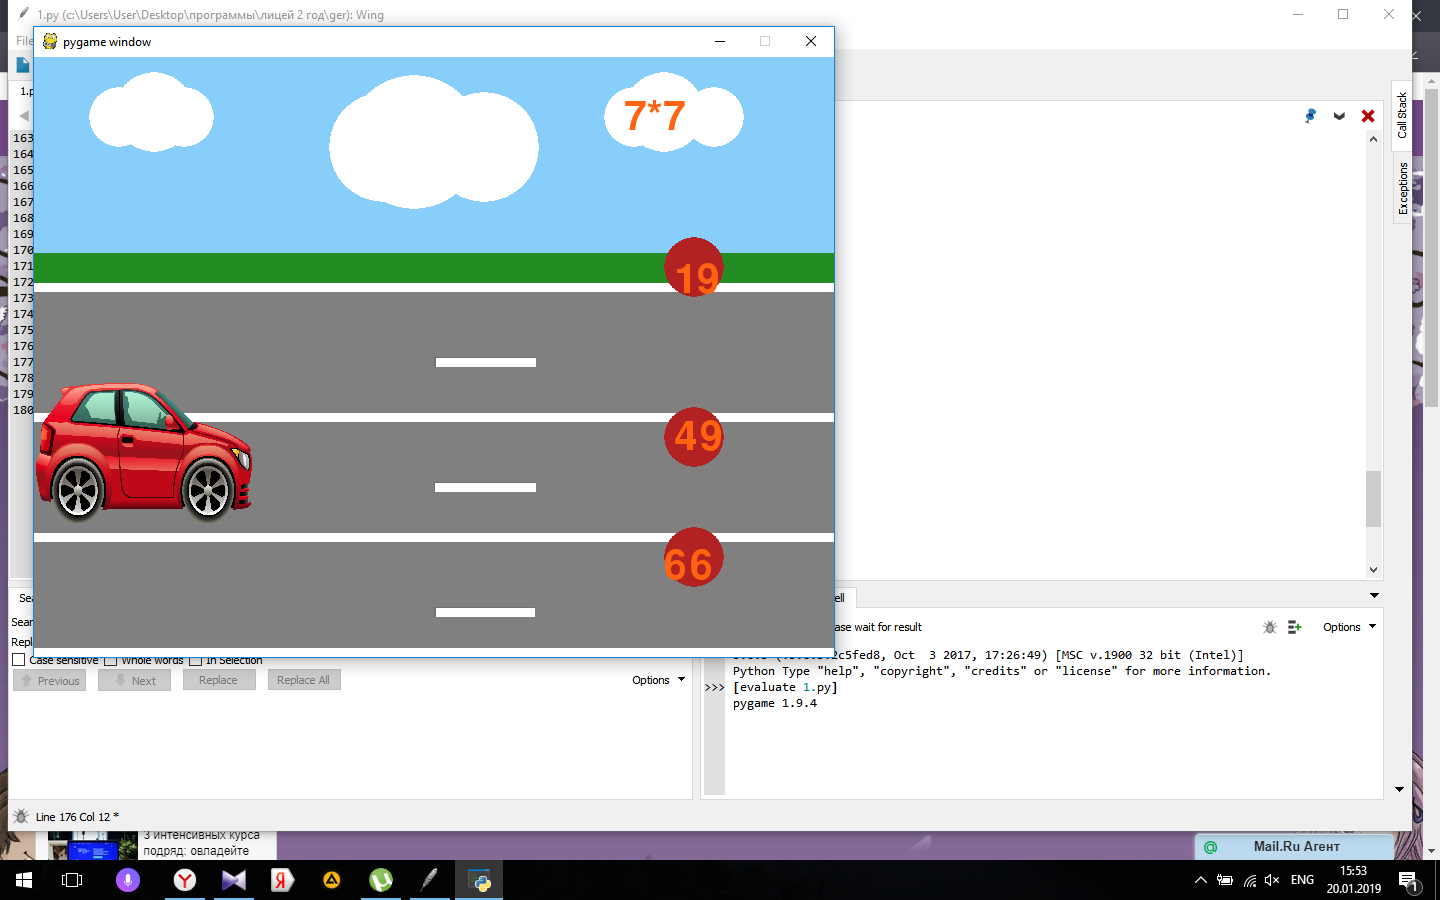 1.py (c:\Users\User\Desktop\программы\лицей 2 год\ger): Wing
File
pygame window
1.p
7*7
19
49
66
163
164
165
166
167
168
169
170
171
172
173
174
175
176
177
178
179
180
Call Stack
Exceptions
Case sensitive Whole words In Selection
Previous Next Replace Replace All Options
ase wait for result
Options
2c5fed8, Oct 3 2017, 17:26:49) [MSC v.1900 32 bit (Intel)]
Python Type "help", "copyright", "credits" or "license" for more information.
>>> [evaluate 1.py]
pygame 1.9.4
Line 176 Col 12 *
3 интенсивных курса
подряд: овладейте
@ Mail.Ru Агент
ENG
15:53
20.01.2019
1